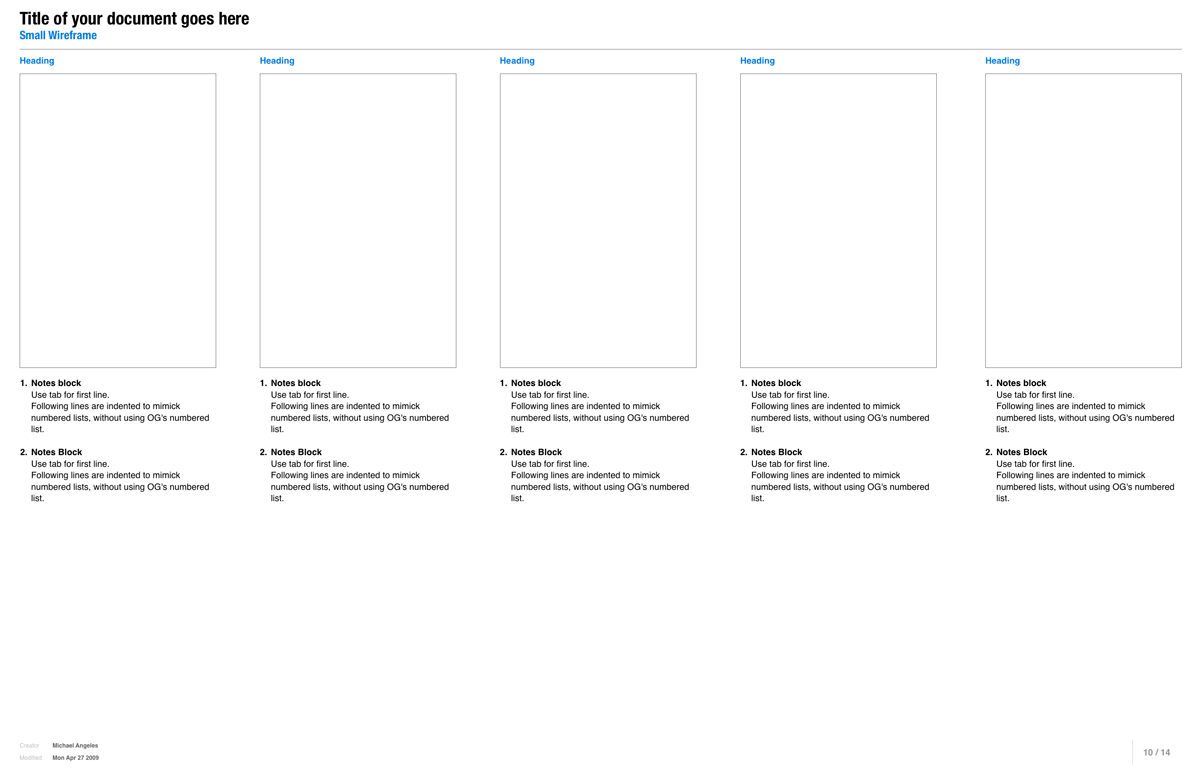 Title of your document goes here
Small Wireframe
Heading
Heading
Heading
Heading
Heading
1. Notes block
Use tab for first line.
Following lines are indented to mimick
numbered lists, without using OG's numbered
list.
2. Notes Block
Use tab for first line.
Following lines are indented to mimick
numbered lists, without using OG's numbered
list.
1. Notes block
Use tab for first line.
Following lines are indented to mimick
numbered lists, without using OG's numbered
list.
2. Notes Block
Use tab for first line.
Following lines are indented to mimick
numbered lists, without using OG's numbered
list.
1. Notes block
Use tab for first line.
Following lines are indented to mimick
numbered lists, without using OG's numbered
list.
2. Notes Block
Use tab for first line.
Following lines are indented to mimick
numbered lists, without using OG's numbered
list.
1. Notes block
Use tab for first line.
Following lines are indented to mimick
numbered lists, without using OG's numbered
list.
2. Notes Block
Use tab for first line.
Following lines are indented to mimick
numbered lists, without using OG's numbered
list.
1. Notes block
Use tab for first line.
Following lines are indented to mimick
numbered lists, without using OG's numbered
list.
2. Notes Block
Use tab for first line.
Following lines are indented to mimick
numbered lists, without using OG's numbered
list.
Creator Michael Angeles
Modified Mon Apr 27 2009
10 / 14